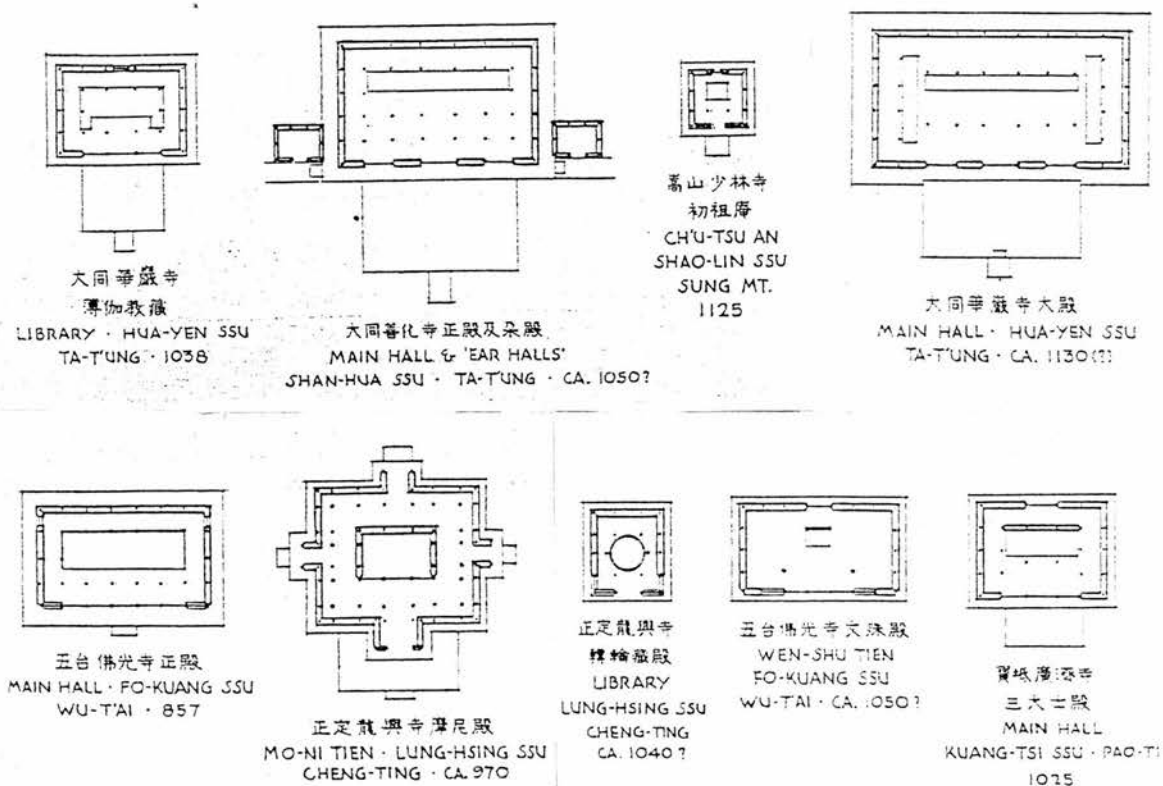 大同華嚴寺
薄伽教藏
LIBRARY · HUA-YEN SSU
TA-T'UNG · 1038
大同善化寺正殿及朵殿
MAIN HALL & 'EAR HALLS'
SHAN-HUA SSU · TA-T'UNG · CA. 1050?
嵩山少林寺
初祖庵
CH'U-TSU AN
SHAO-LIN SSU
SUNG MT.
1125
大同華嚴寺大殿
MAIN HALL · HUA-YEN SSU
TA-T'UNG · CA. 1130(?)
五台佛光寺正殿
MAIN HALL · FO-KUANG SSU
WU-T'AI · 857
正定龍興寺摩尼殿
MO-NI TIEN · LUNG-HSING SSU
CHENG-TING · CA. 970
正定龍興寺
轉輪藏殿
LIBRARY
LUNG-HSING SSU
CHENG-TING
CA. 1040?
五台佛光寺文殊殿
WEN-SHU TIEN
FO-KUANG SSU
WU-T'AI · CA. 1050?
寶坻廣濟寺
三大士殿
MAIN HALL
KUANG-TSI SSU · PAO-TI
1025